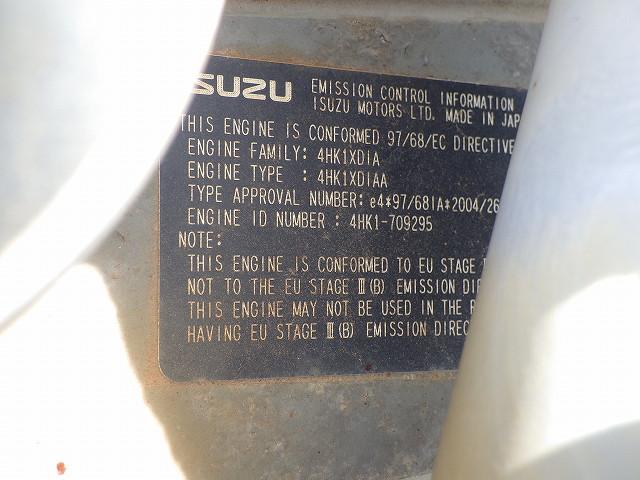 ISUZU EMISSION CONTROL INFORMATION
ISUZU MOTORS LTD. MADE IN JAP
THIS ENGINE IS CONFORMED 97/68/EC DIRECTIVE
ENGINE FAMILY: 4HK1XDIA
ENGINE TYPE : 4HK1XDIAA
TYPE APPROVAL NUMBER: e4*97/68IA*2004/26
ENGINE ID NUMBER : 4HK1-709295
NOTE:
THIS ENGINE IS CONFORMED TO EU STAGE
NOT TO THE EU STAGE Ⅲ(B) EMISSION DIR
THIS ENGINE MAY NOT BE USED IN THE
HAVING EU STAGE Ⅲ(B) EMISSION DIREC